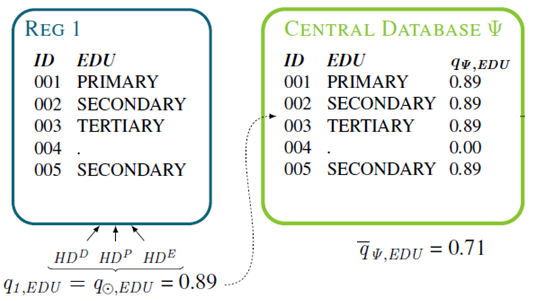 REG 1
ID EDU
001 PRIMARY
002 SECONDARY
003 TERTIARY
004 .
005 SECONDARY
HD^D HD^P HD^E
q_{1,EDU} = q_{⊙,EDU} = 0.89
CENTRAL DATABASE Ψ
ID EDU q_{Ψ,EDU}
001 PRIMARY 0.89
002 SECONDARY 0.89
003 TERTIARY 0.89
004 . 0.00
005 SECONDARY 0.89
q̅_{Ψ,EDU} = 0.71